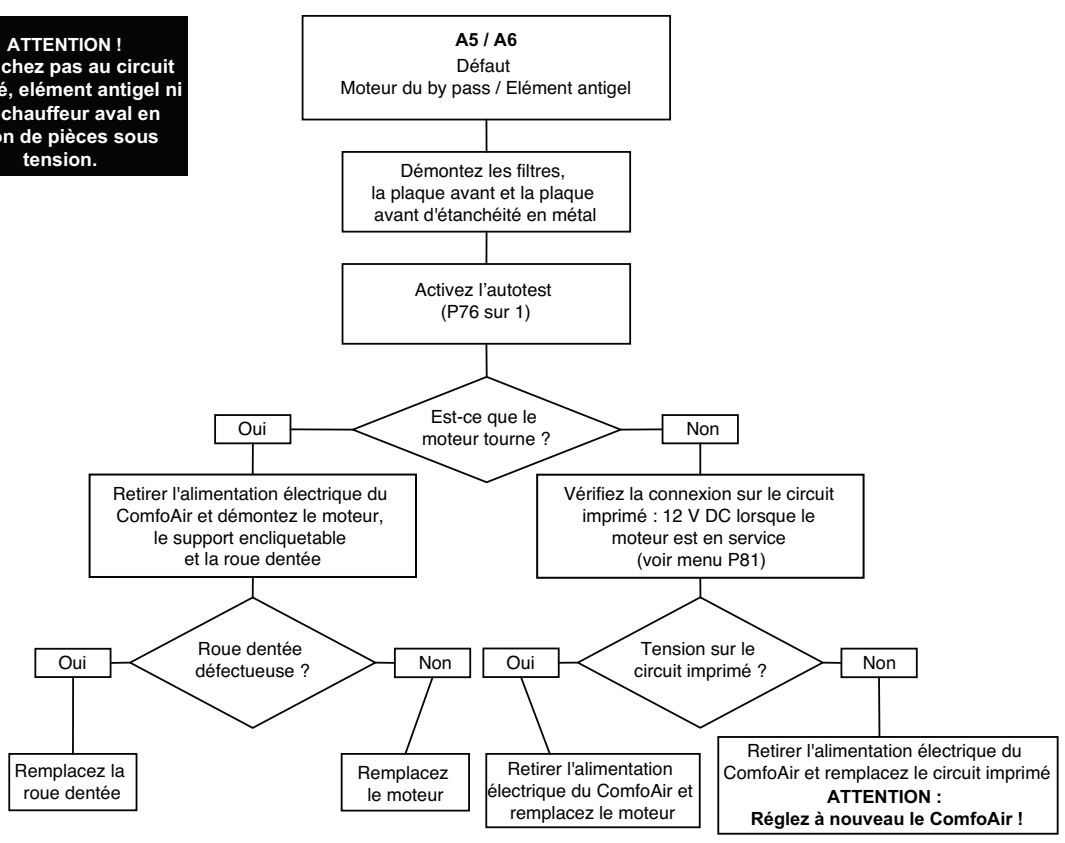 ATTENTION !
chez pas au circuit
é, elément antigel ni
chauffeur aval en
n de pièces sous
tension.
A5 / A6
Défaut
Moteur du by pass / Elément antigel
Démontez les filtres,
la plaque avant et la plaque
avant d'étanchéité en métal
Activez l'autotest
(P76 sur 1)
Est-ce que le
moteur tourne ?
Oui
Non
Retirer l'alimentation électrique du
ComfoAir et démontez le moteur,
le support encliquetable
et la roue dentée
Vérifiez la connexion sur le circuit
imprimé : 12 V DC lorsque le
moteur est en service
(voir menu P81)
Roue dentée
défectueuse ?
Oui
Non
Tension sur le
circuit imprimé ?
Oui
Non
Remplacez la
roue dentée
Remplacez
le moteur
Retirer l'alimentation
électrique du ComfoAir et
remplacez le moteur
Retirer l'alimentation électrique du
ComfoAir et remplacez le circuit imprimé
ATTENTION :
Réglez à nouveau le ComfoAir !